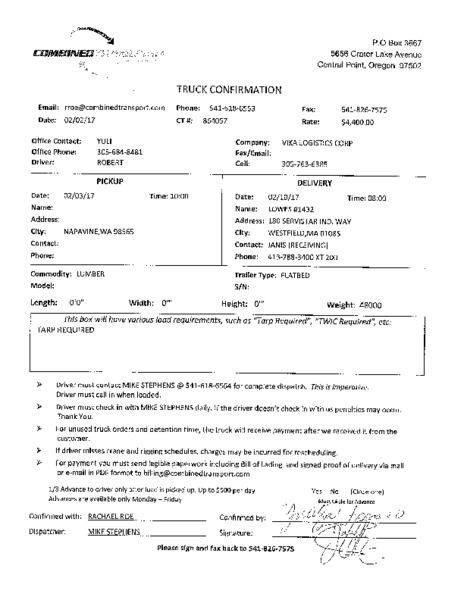 COMBINED
P.O Box 3667
5656 Crater Lake Avenue
Central Point, Oregon 97502
TRUCK CONFIRMATION
Email: rroe@combinedtransport.com Phone: 541-618-6553 Fax: 541-826-7575
Date: 02/02/17 CT #: 864057 Rate: $4,400.00
Office Contact: YULI Company: VIXA LOGISTICS CORP
Office Phone: 305-684-8481 Fax/Email:
Driver: ROBERT Cell: 305-763-6385
PICKUP DELIVERY
Date: 02/03/17 Time: 10:00 Date: 02/10/17 Time: 08:00
Name: Name: LOWES #1432
Address: Address: 180 SERVISTAR IND. WAY
City: NAPAVINE, WA 98565 City: WESTFIELD, MA 01085
Contact: Contact: JANIS (RECEIVING)
Phone: Phone: 413-788-3400 XT 200
Commodity: LUMBER Trailer Type: FLATBED
Model: S/N:
Length: 0'0" Width: 0'" Height: 0'" Weight: 48000
This box will have various load requirements, such as "Tarp Required", "TWIC Required", etc.
TARP REQUIRED
➤ Driver must contact MIKE STEPHENS @ 541-618-6564 for complete dispatch. This is imperative.
Driver must call in when loaded.
➤ Driver must check in with MIKE STEPHENS daily. If the driver doesn't check in with us penalties may occur.
Thank You.
➤ For unused truck orders and detention time, the truck will receive payment after we received it from the
customer.
➤ If driver misses crane and rigging schedules, charges may be incurred for rescheduling.
➤ For payment you must send legible paperwork including Bill of Lading and signed proof of delivery via mail
or e-mail in PDF format to billing@combinedtransport.com
1/3 Advance to driver only after load is picked up. Up to $500 per day Yes No (Circle one)
Advances are available only Monday – Friday Must Circle for Advance
Confirmed with: RACHAEL ROE Confirmed by:
Dispatcher: MIKE STEPHENS Signature:
Please sign and fax back to 541-826-7575